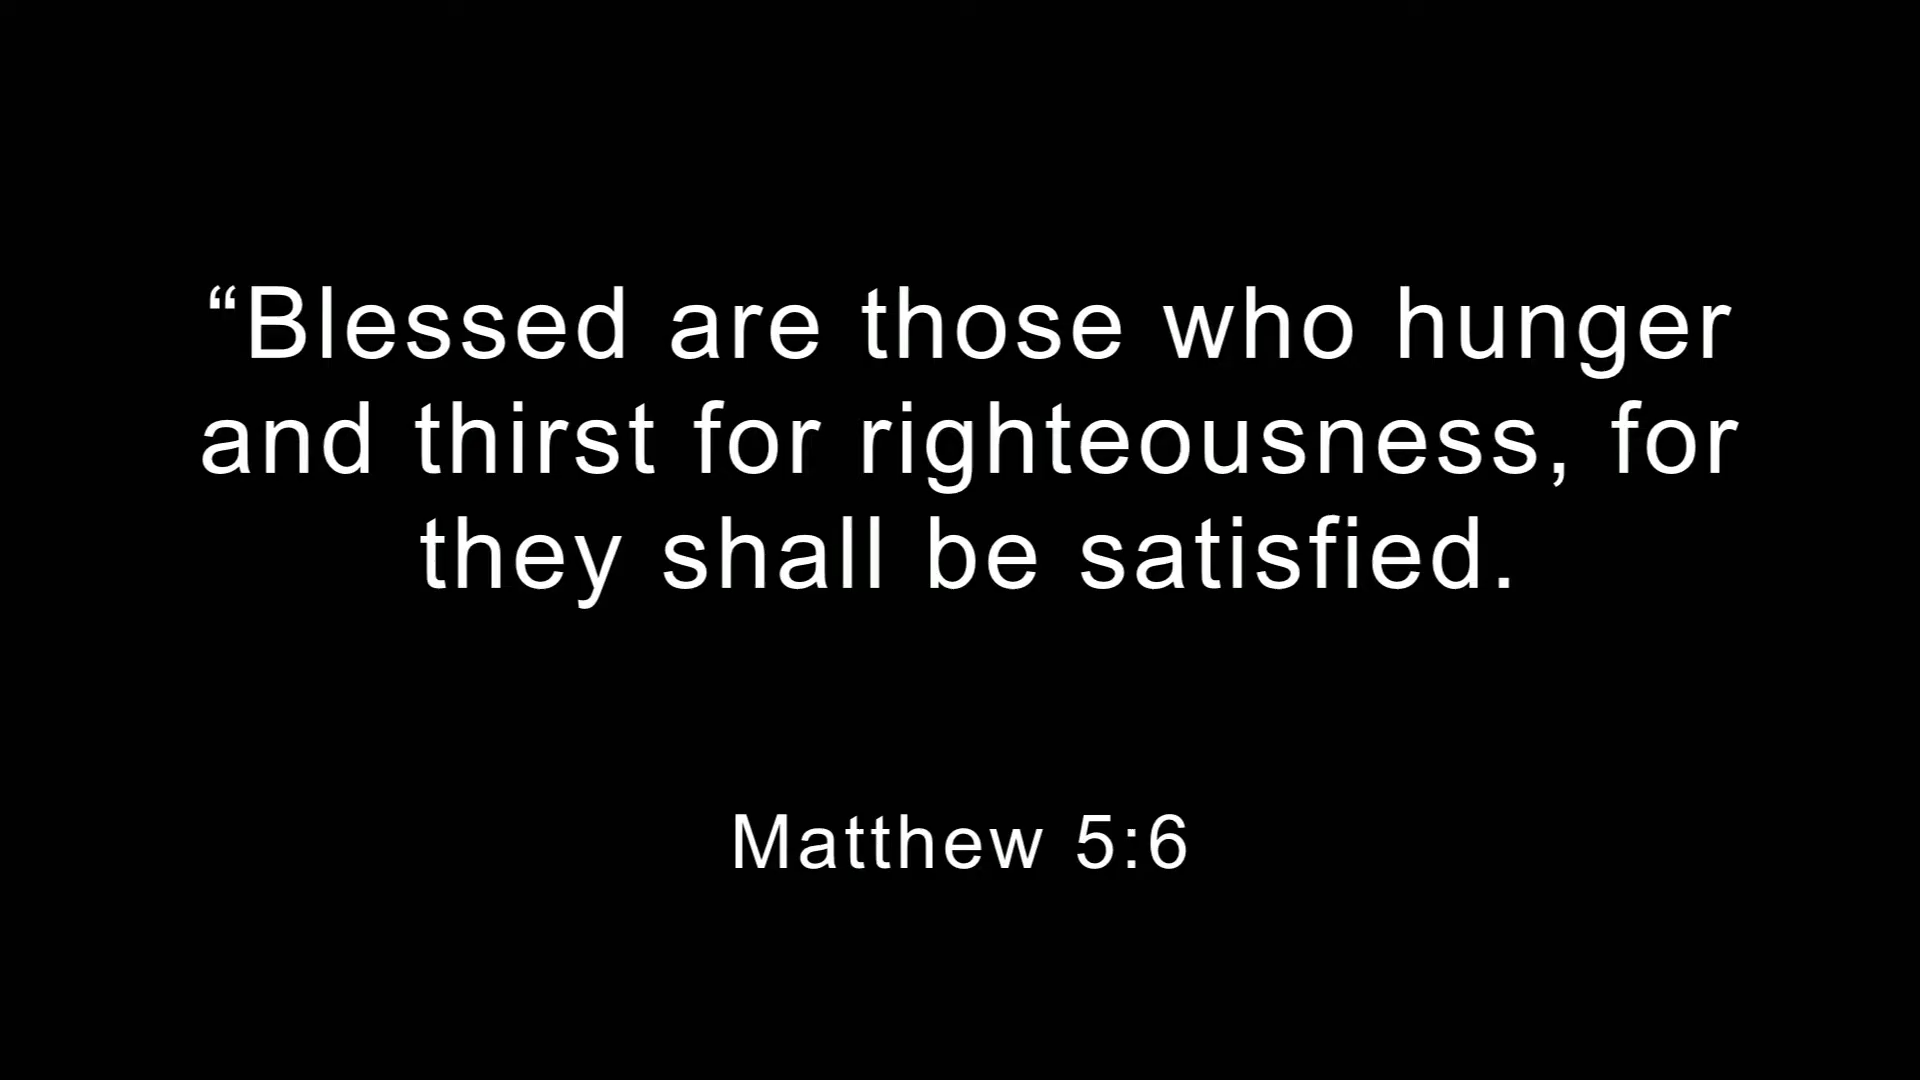 “Blessed are those who hunger
and thirst for righteousness, for
they shall be satisfied.
Matthew 5:6